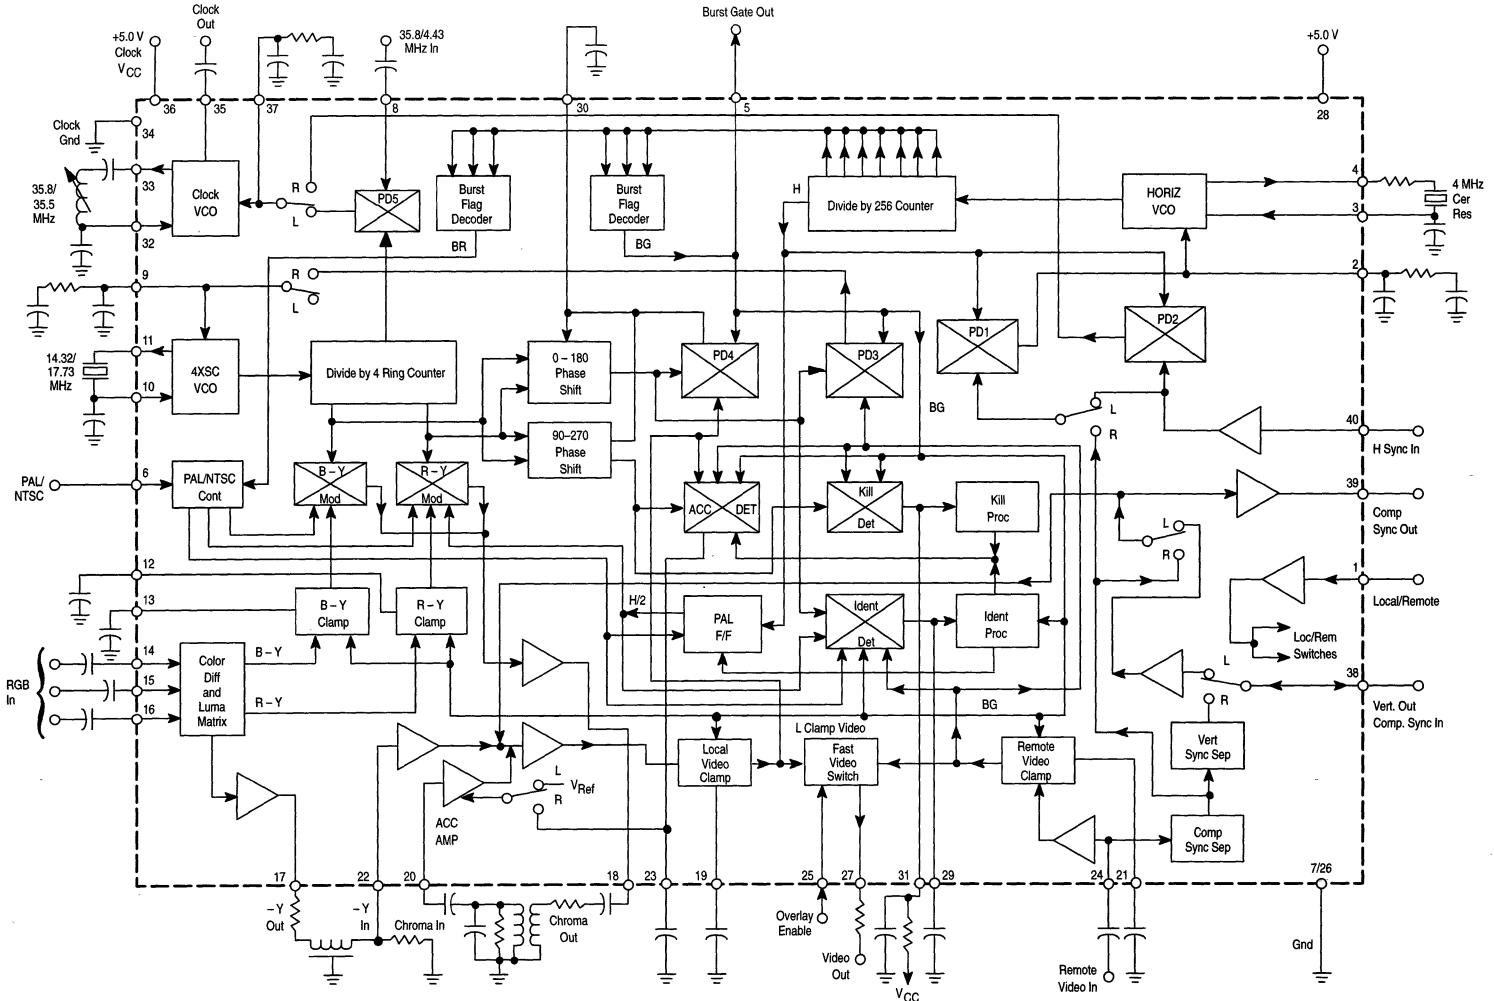 Burst Gate Out
Clock
Out
+5.0 V
Clock
VCC
35.8/4.43
MHz In
+5.0 V
36
35
37
8
30
5
28
Clock
Gnd
34
33
35.8/
35.5
MHz
32
Clock
VCO
R
L
PD5
Burst
Flag
Decoder
BR
Burst
Flag
Decoder
BG
H
Divide by 256 Counter
HORIZ
VCO
4
3
4 MHz
Cer
Res
2
9
R
L
11
14.32/
17.73
MHz
10
4XSC
VCO
Divide by 4 Ring Counter
0 – 180
Phase
Shift
PD4
PD3
PD1
PD2
BG
L
R
40
H Sync In
90–270
Phase
Shift
6
PAL/
NTSC
PAL/NTSC
Cont
B – Y
Mod
R – Y
Mod
ACC DET
Kill
Det
Kill
Proc
39
Comp
Sync Out
L
R
12
13
B – Y
Clamp
R – Y
Clamp
H/2
PAL
F/F
Ident
Det
Ident
Proc
1
Local/Remote
Loc/Rem
Switches
RGB
In
14
15
16
Color
Diff
and
Luma
Matrix
B – Y
R – Y
BG
L
R
38
Vert. Out
Comp. Sync In
L Clamp Video
Local
Video
Clamp
Fast
Video
Switch
Remote
Video
Clamp
Vert
Sync Sep
Comp
Sync Sep
ACC
AMP
L
R
VRef
17
22
20
18
23
19
25
27
31
29
24
21
7/26
– Y
Out
– Y
In
Chroma In
Chroma
Out
Overlay
Enable
Video
Out
VCC
Remote
Video In
Gnd